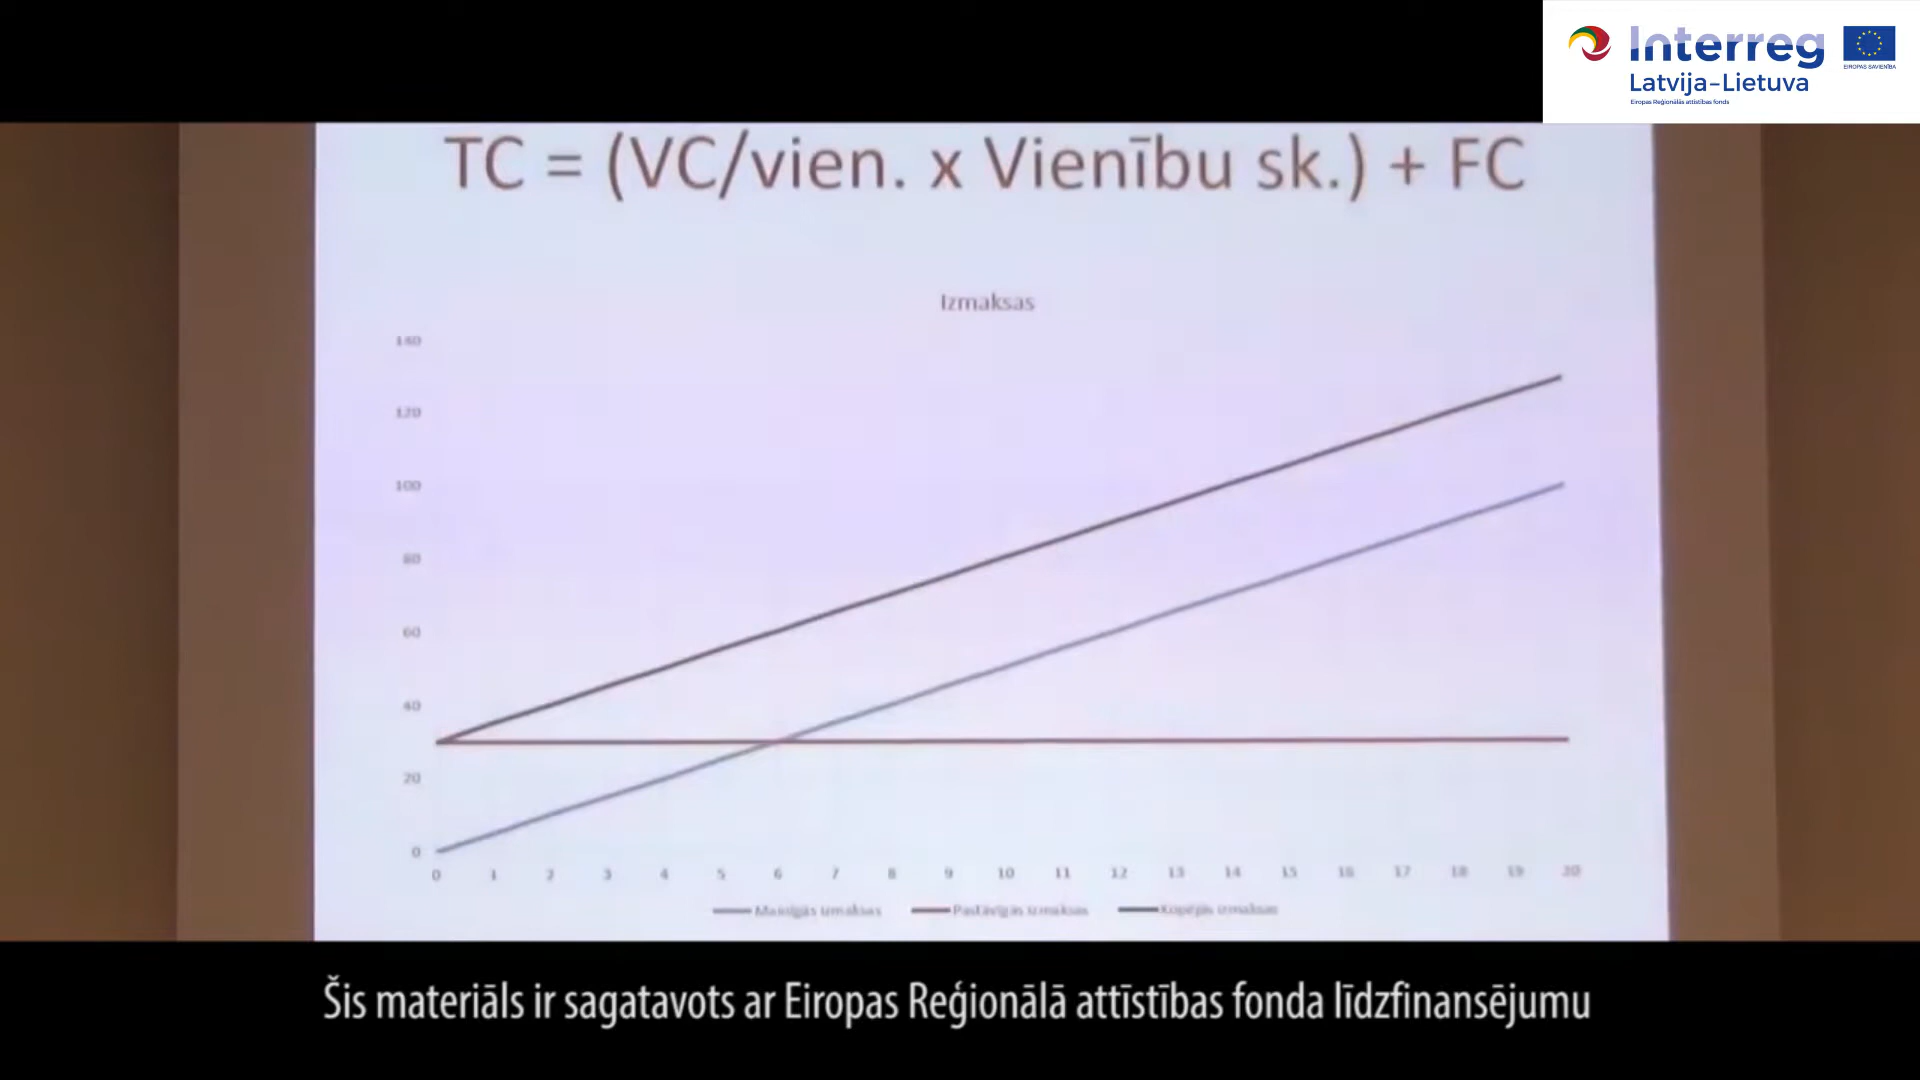 Interreg
Latvija–Lietuva
Eiropas Reģionālās attīstības fonds
EIROPAS SAVIENĪBA
TC = (VC/vien. x Vienību sk.) + FC
Izmaksas
140
120
100
80
60
40
20
0
0 1 2 3 4 5 6 7 8 9 10 11 12 13 14 15 16 17 18 19 20
Mainīgās izmaksas Pastāvīgās izmaksas Kopējās izmaksas
Šis materiāls ir sagatavots ar Eiropas Reģionālā attīstības fonda līdzfinansējumu